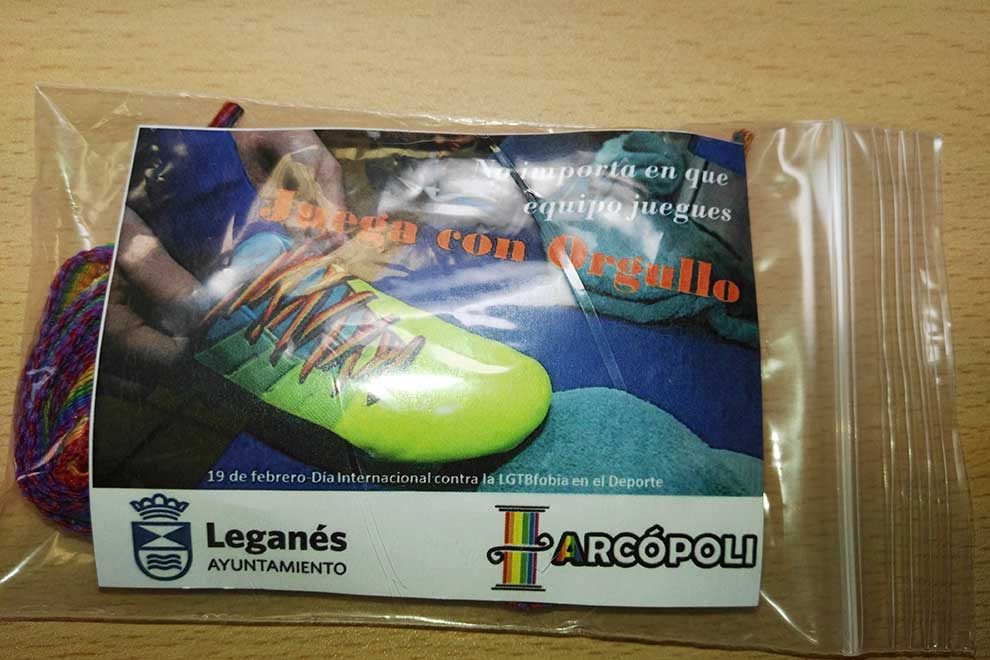 No importa en que
equipo juegues
Juega con Orgullo
19 de febrero-Día Internacional contra la LGTBfobia en el Deporte
Leganés
AYUNTAMIENTO
ARCÓPOLI